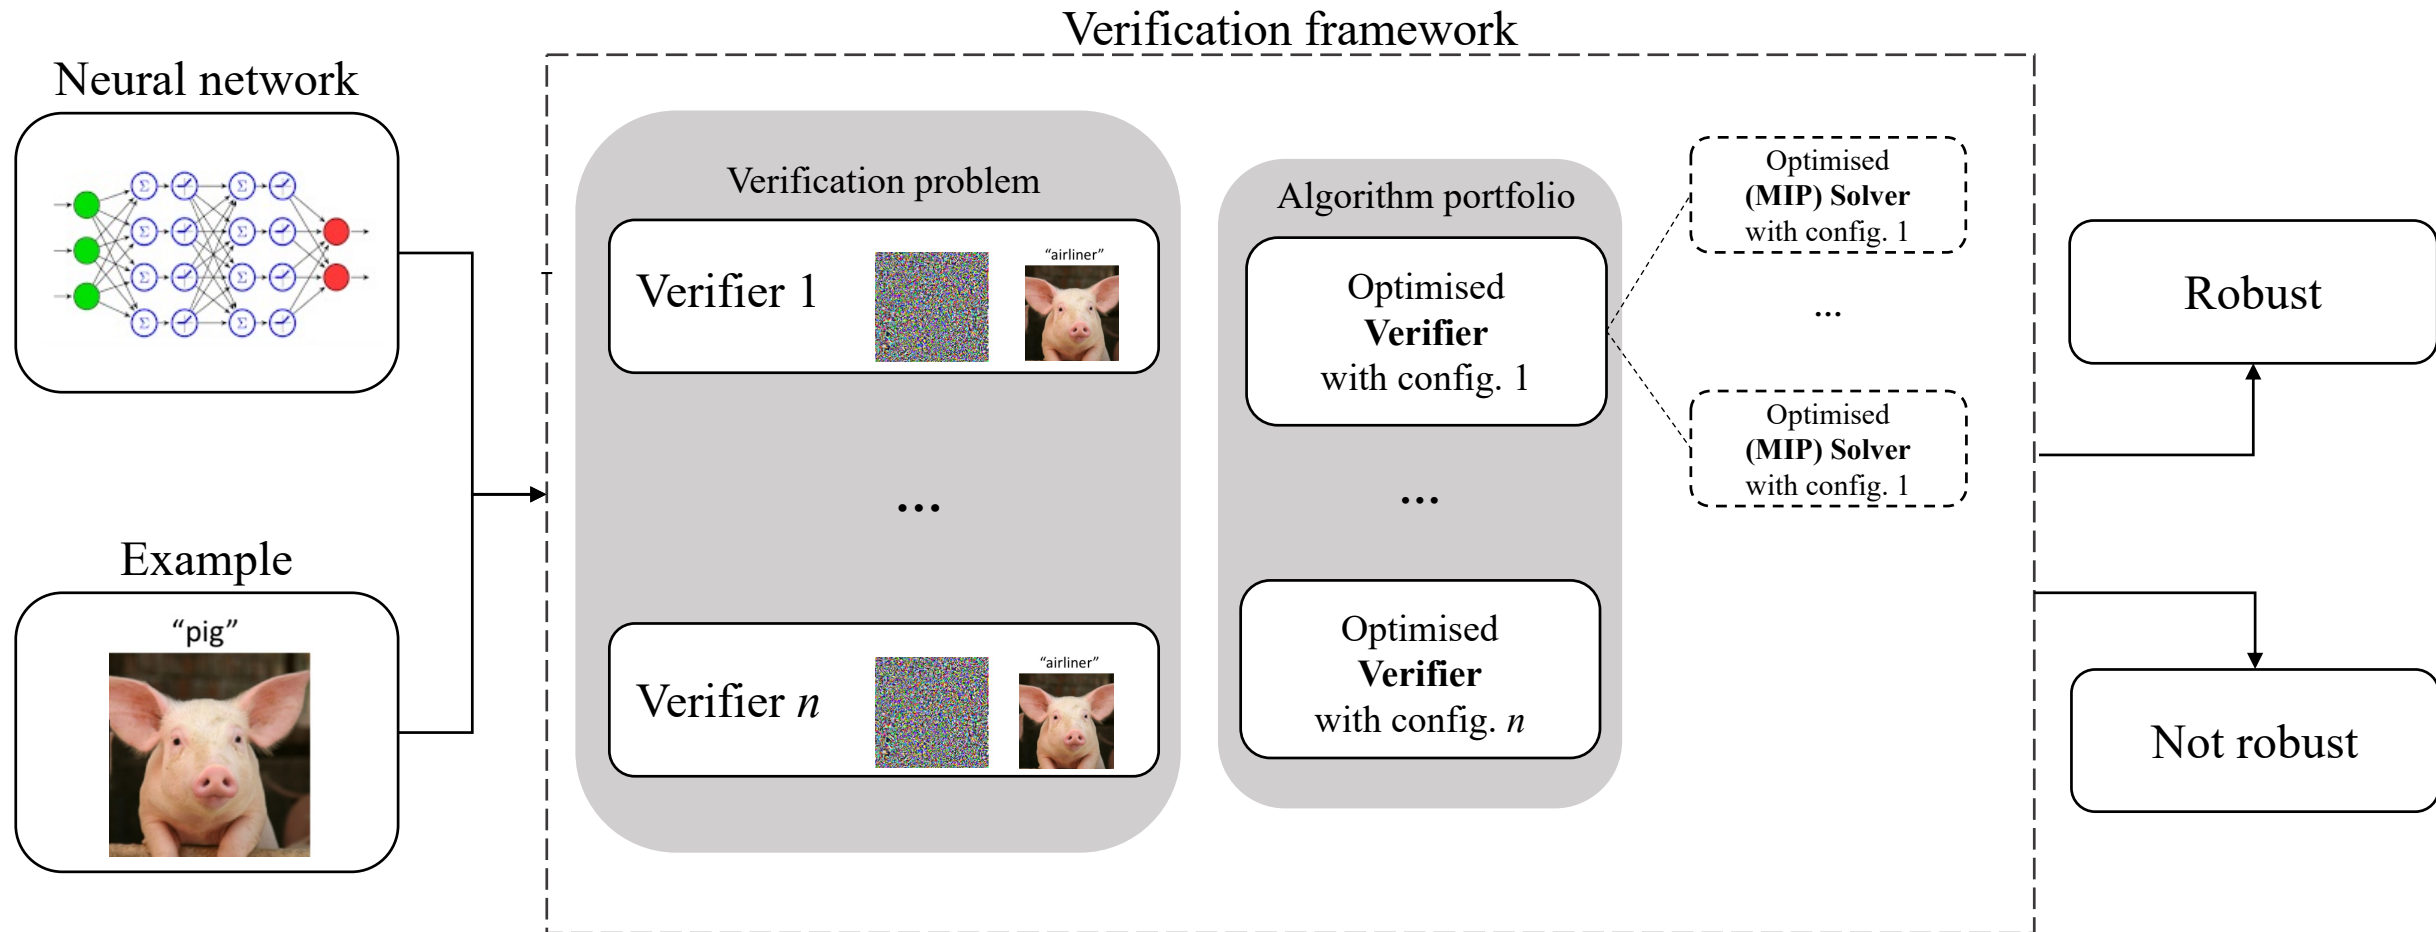 Verification framework
Neural network
Σ
Σ
Σ
Σ
Σ
Σ
Σ
Σ
Example
“pig”
Verification problem
Verifier 1
“airliner”
...
Verifier n
“airliner”
Algorithm portfolio
Optimised
Verifier
with config. 1
...
Optimised
Verifier
with config. n
Optimised
(MIP) Solver
with config. 1
...
Optimised
(MIP) Solver
with config. 1
Robust
Not robust